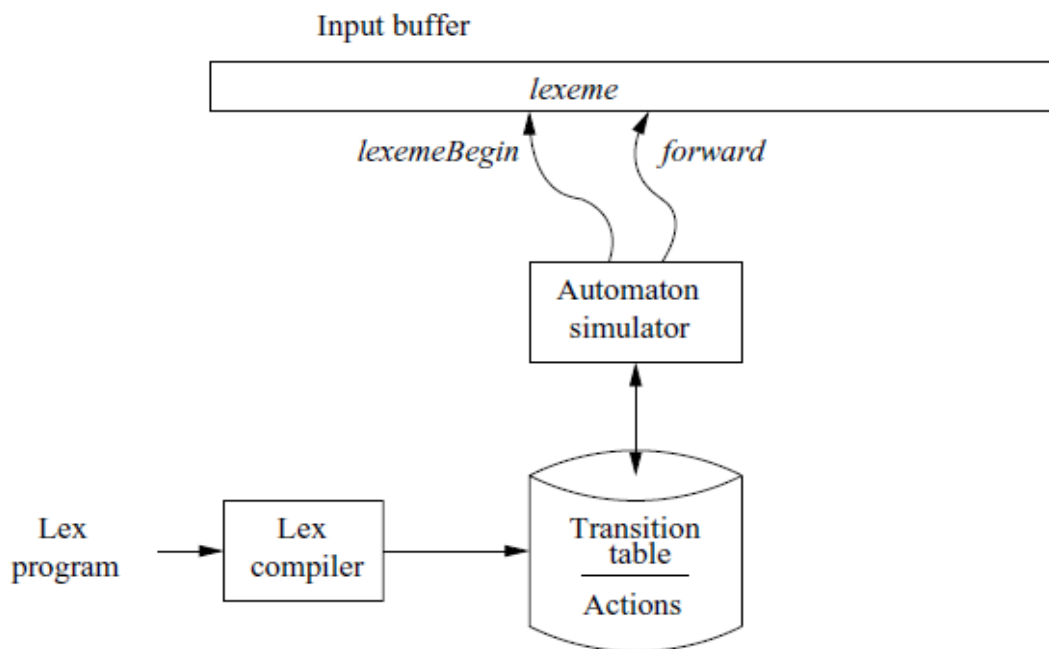 Input buffer
lexeme
lexemeBegin
forward
Automaton
simulator
Lex
program
Lex
compiler
Transition
table
Actions